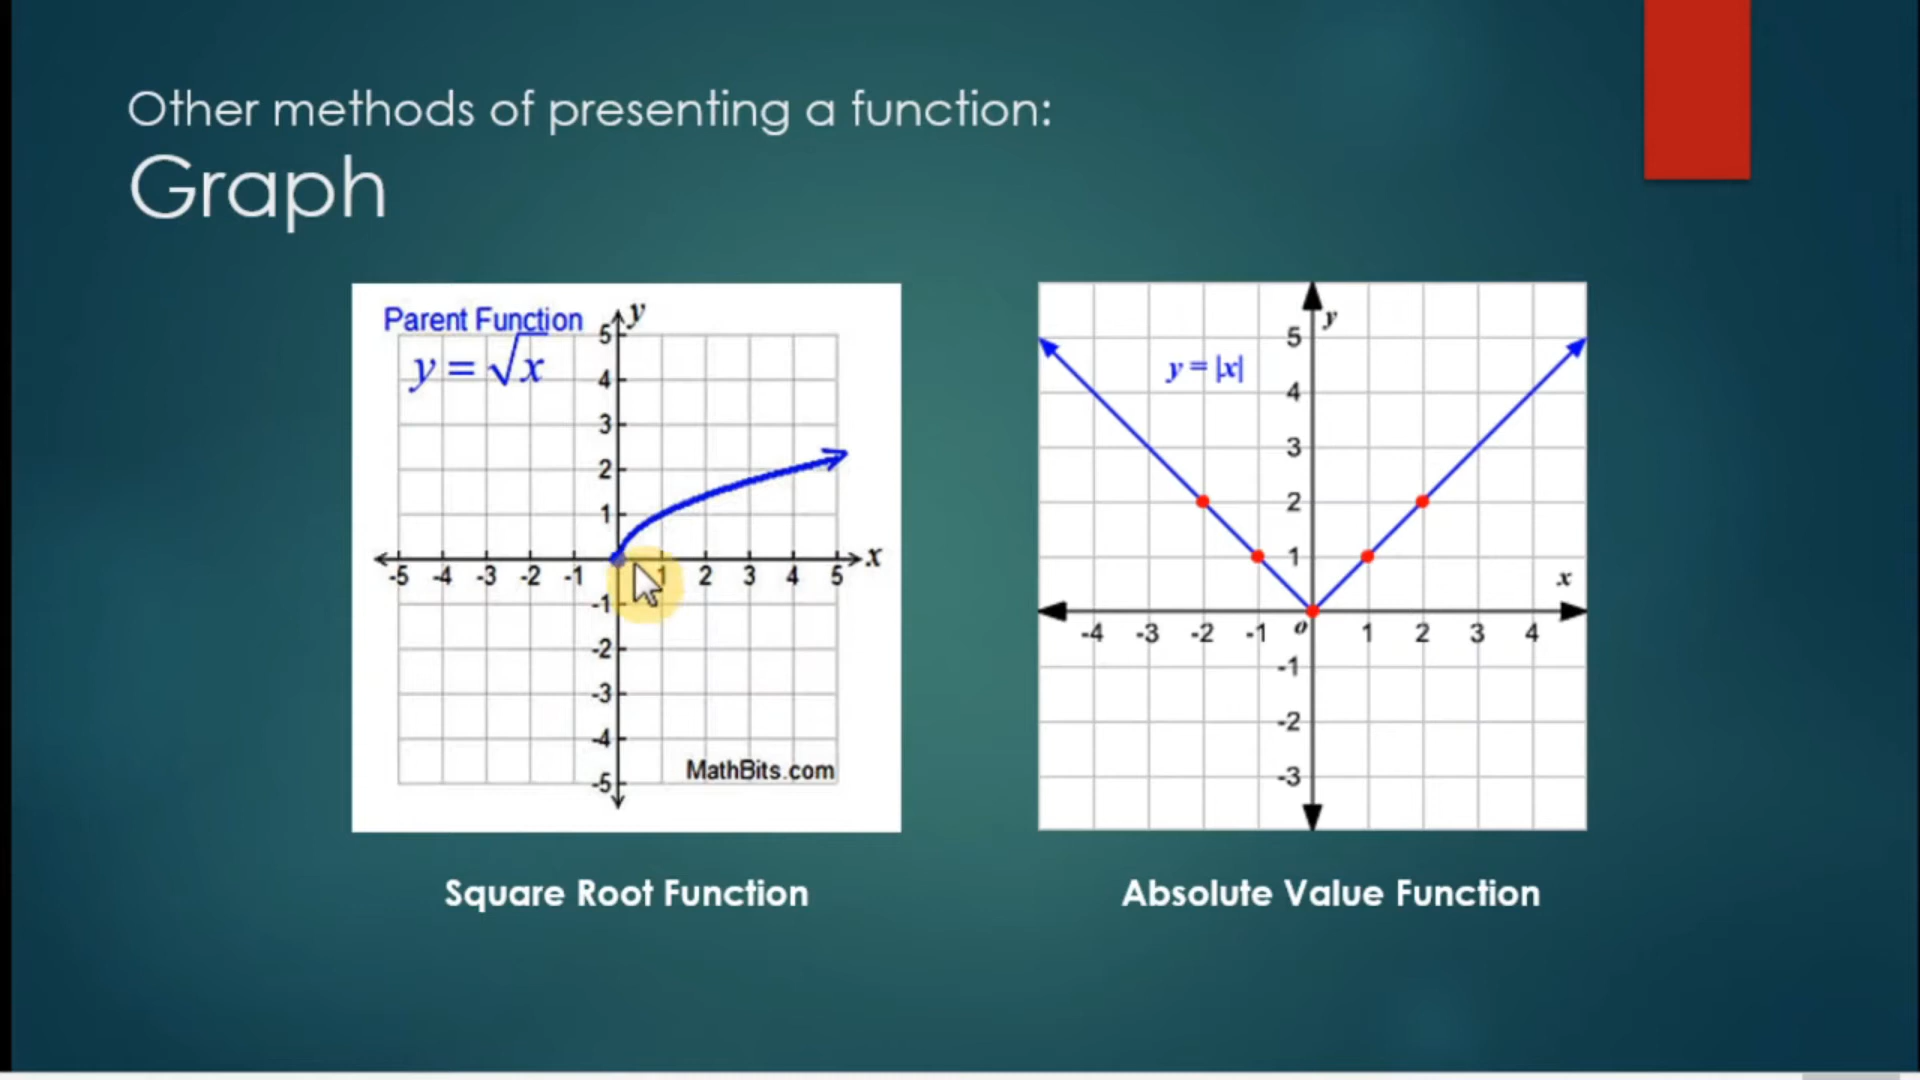 Other methods of presenting a function:
Graph
Parent Function
y = √x
y
5
4
3
2
1
x
-5 -4 -3 -2 -1 1 2 3 4 5
-1
-2
-3
-4
-5
MathBits.com
Square Root Function
y
5
y = |x|
4
3
2
1
x
-4 -3 -2 -1 o 1 2 3 4
-1
-2
-3
Absolute Value Function